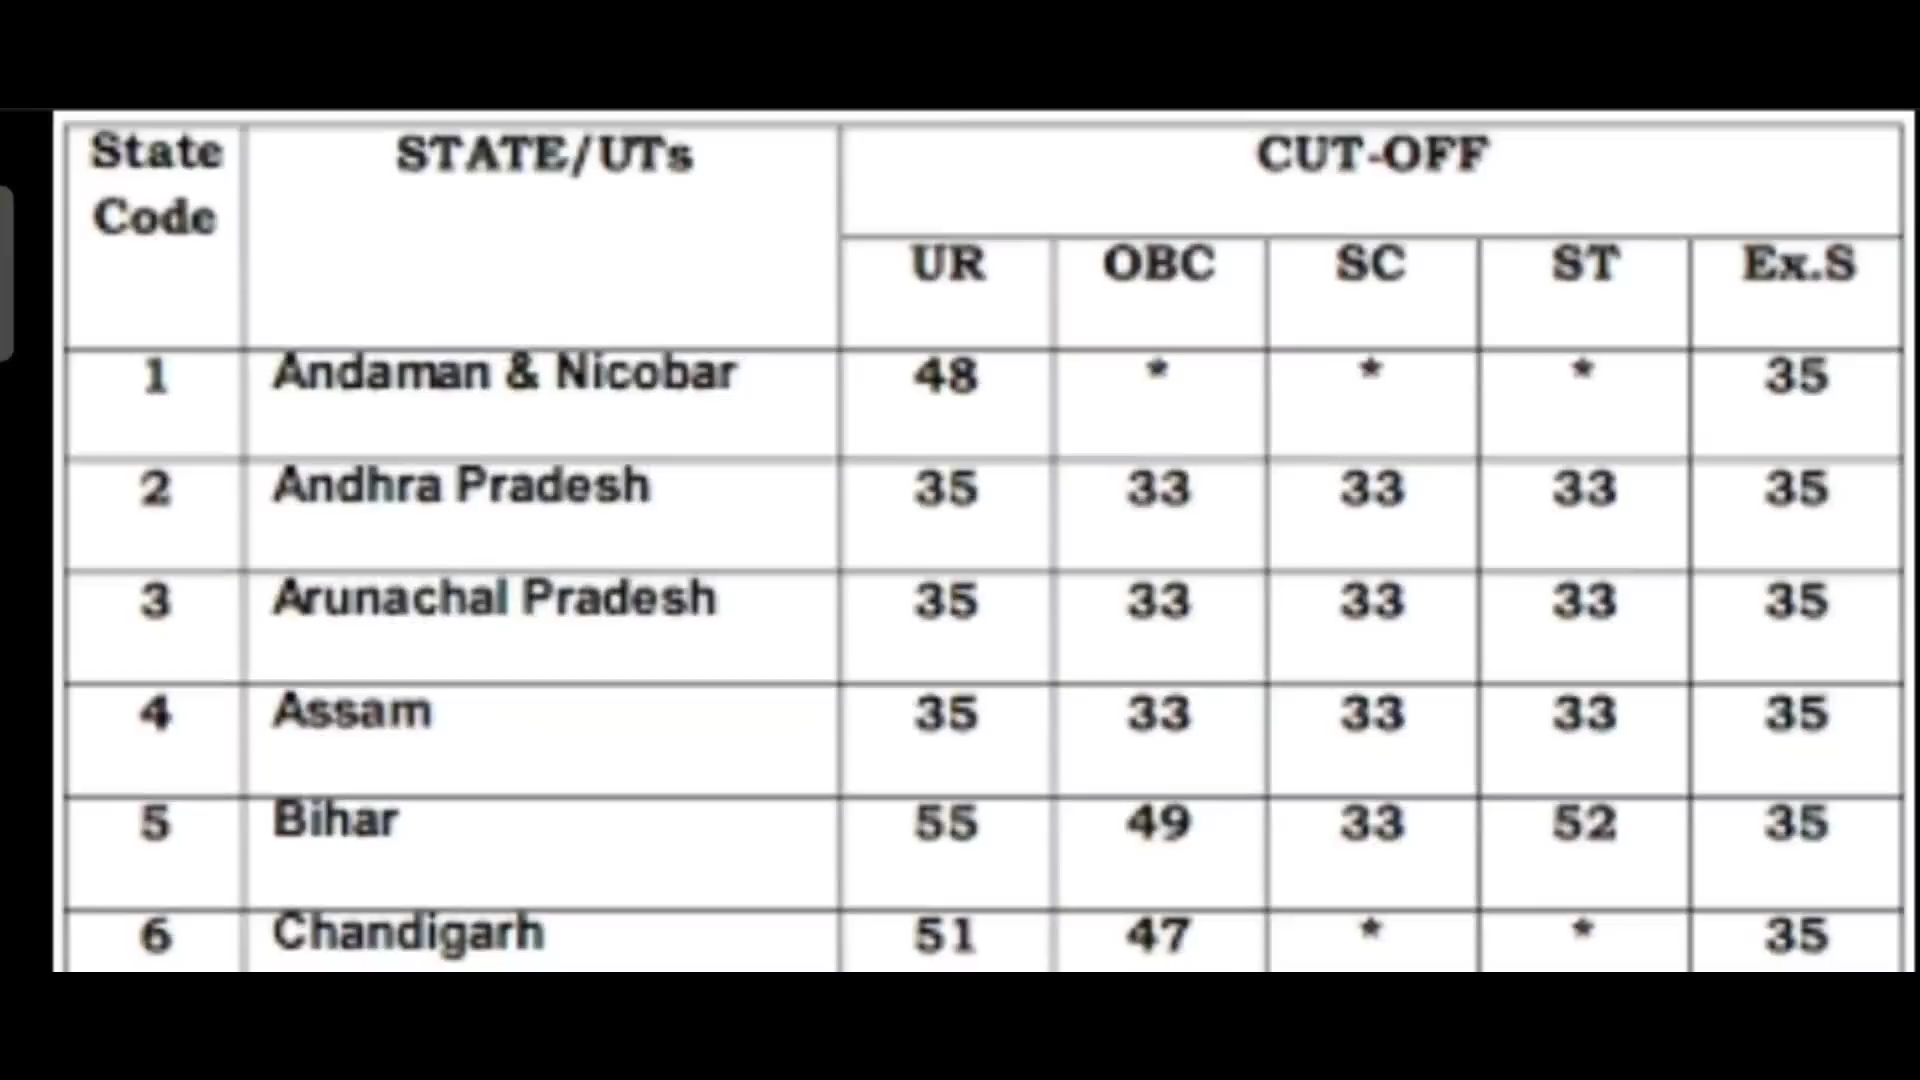 State Code STATE/UTs CUT-OFF
UR OBC SC ST Ex.S
1 Andaman & Nicobar 48 * * * 35
2 Andhra Pradesh 35 33 33 33 35
3 Arunachal Pradesh 35 33 33 33 35
4 Assam 35 33 33 33 35
5 Bihar 55 49 33 52 35
6 Chandigarh 51 47 * * 35